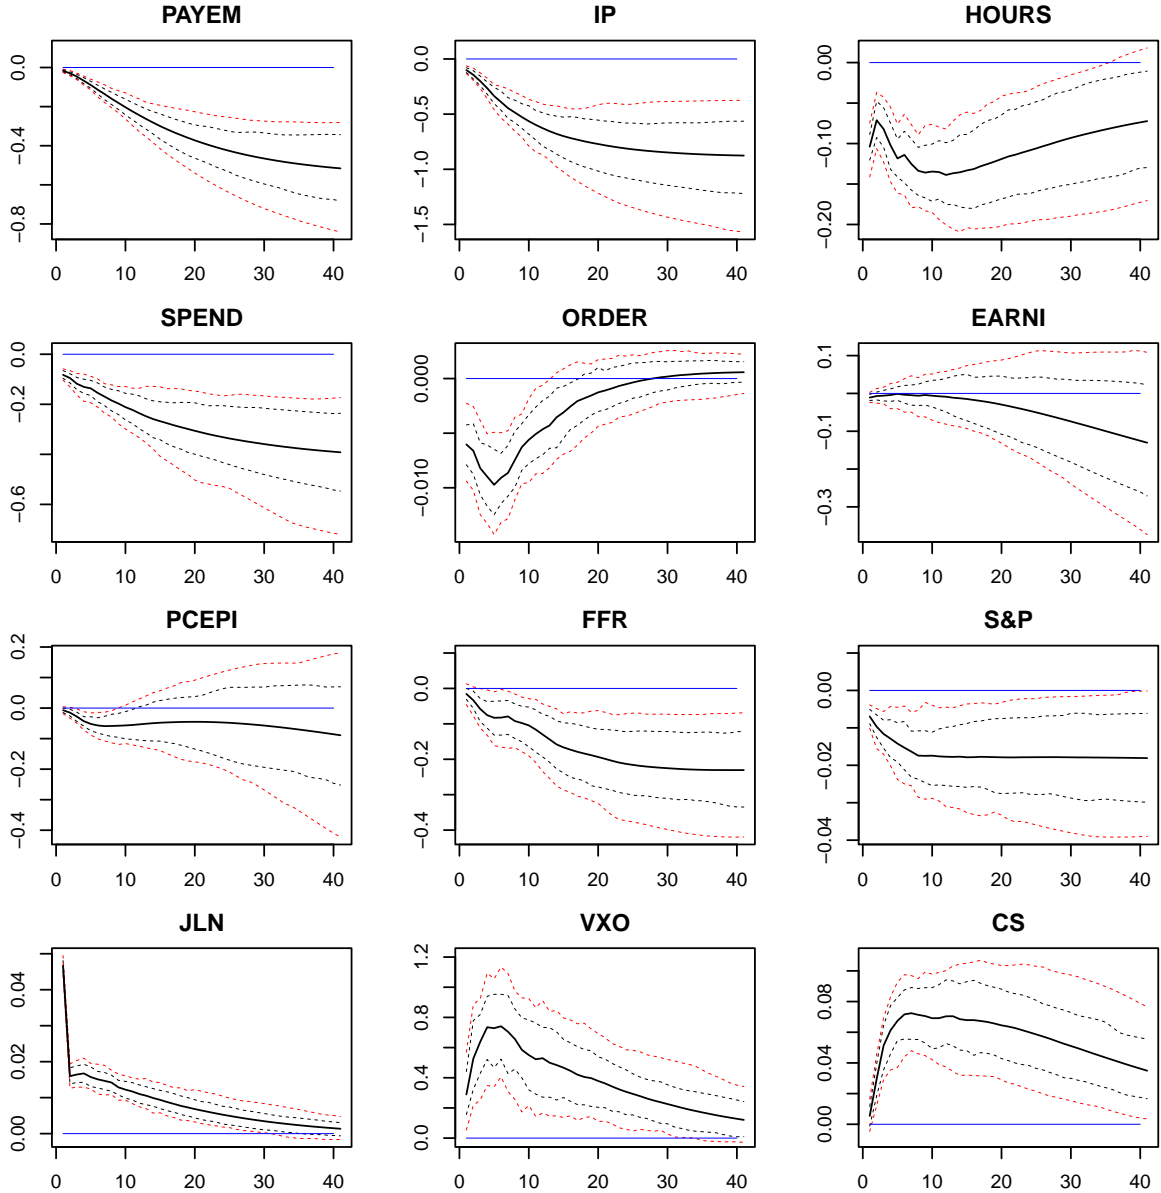 PAYEM IP HOURS
0.0 −0.4 −0.8
0 10 20 30 40
0.0 −0.5 −1.0 −1.5
0 10 20 30 40
0.00 −0.10 −0.20
0 10 20 30 40
SPEND ORDER EARNI
0.0 −0.2 −0.6
0 10 20 30 40
0.000 −0.010
0 10 20 30 40
0.1 −0.1 −0.3
0 10 20 30 40
PCEPI FFR S&P
0.2 0.0 −0.2 −0.4
0 10 20 30 40
0.0 −0.2 −0.4
0 10 20 30 40
0.00 −0.02 −0.04
0 10 20 30 40
JLN VXO CS
0.04 0.02 0.00
0 10 20 30 40
1.2 0.8 0.4 0.0
0 10 20 30 40
0.08 0.04 0.00
0 10 20 30 40